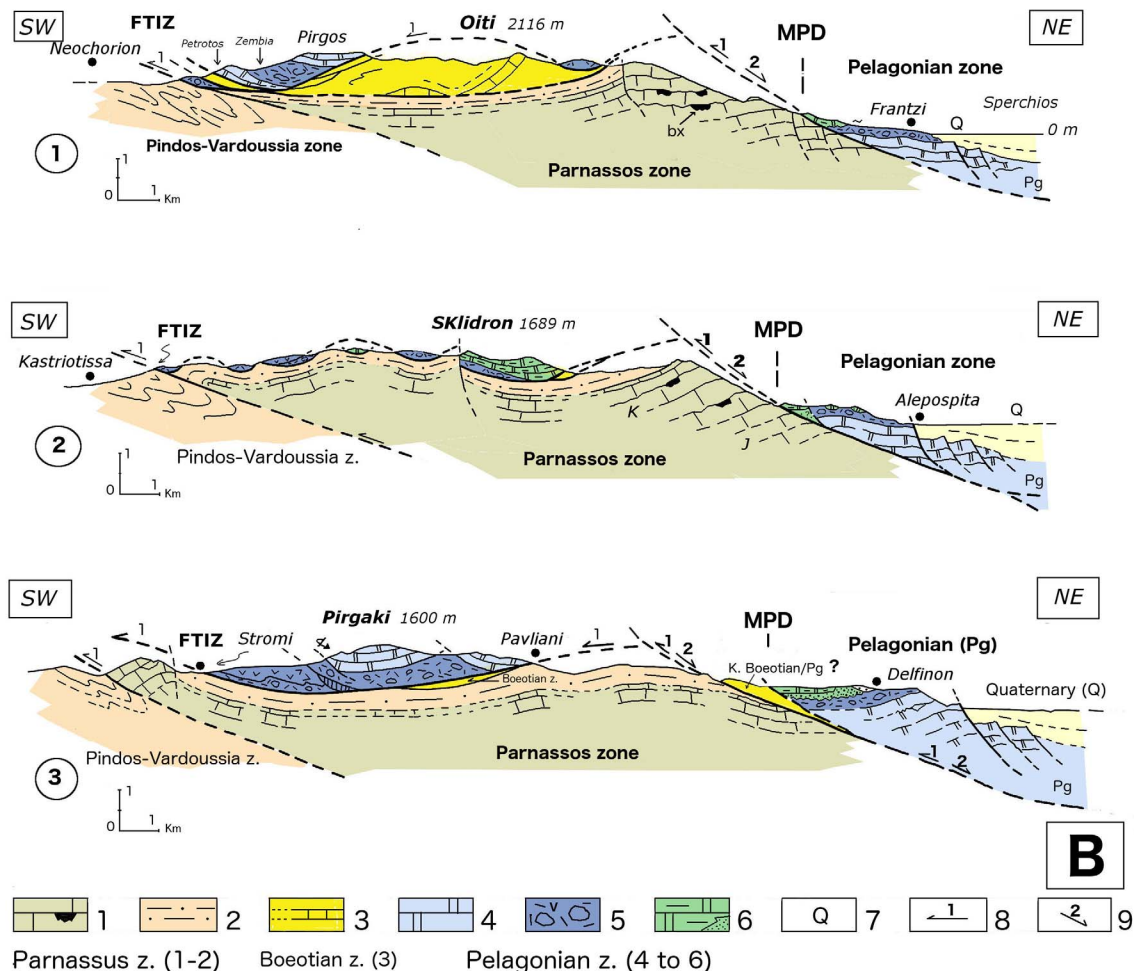 SW
NE
FTIZ
Oiti 2116 m
MPD
Neochorion
Petrotos
Zembia
Pirgos
1
1
1
2
Pelagonian zone
Frantzi
Q
Sperchios
0 m
bx
Pindos-Vardoussia zone
Parnassos zone
Pg
1
1
0
1
Km
SW
NE
FTIZ
SKlidron 1689 m
MPD
Kastriotissa
1
1
2
Pelagonian zone
Alepospita
Q
K
J
Pindos-Vardoussia z.
Parnassos zone
Pg
2
1
0
1
Km
SW
NE
Pirgaki 1600 m
MPD
1
1
FTIZ
Stromi
Pavliani
1
1
2
Pelagonian (Pg)
Delfinon
K. Boeotian/Pg ?
Boeotian z.
Quaternary (Q)
Pindos-Vardoussia z.
Parnassos zone
1
2
Pg
3
1
0
1
Km
B
1
2
3
4
V
5
6
Q
7
1
8
2
9
Parnassus z. (1-2)
Boeotian z. (3)
Pelagonian z. (4 to 6)